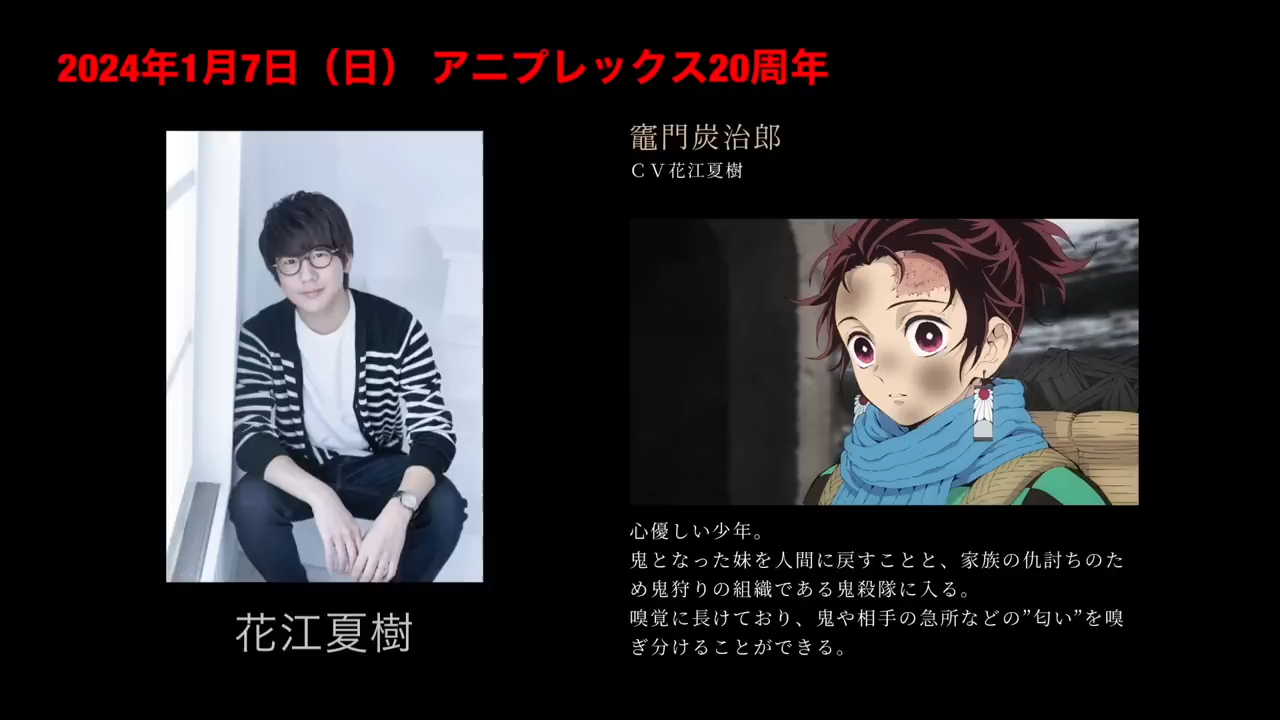 2024年1月7日（日） アニプレックス20周年
竈門炭治郎
ＣＶ花江夏樹
心優しい少年。
鬼となった妹を人間に戻すことと、家族の仇討ちのた
め鬼狩りの組織である鬼殺隊に入る。
嗅覚に長けており、鬼や相手の急所などの”匂い”を嗅
ぎ分けることができる。
花江夏樹